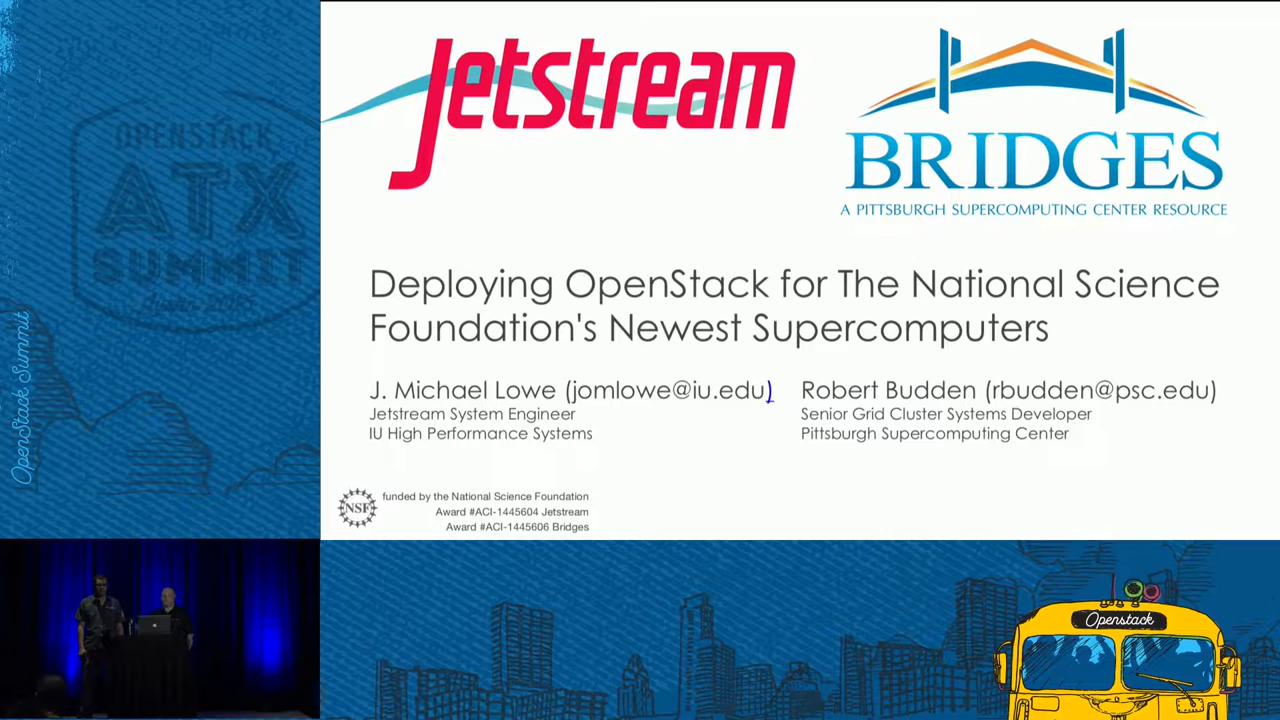 OPENSTACK
ATX
SUMMIT
OpenStack Summit
Jetstream
BRIDGES
A PITTSBURGH SUPERCOMPUTING CENTER RESOURCE
Deploying OpenStack for The National Science
Foundation's Newest Supercomputers
J. Michael Lowe (jomlowe@iu.edu)
Jetstream System Engineer
IU High Performance Systems
Robert Budden (rbudden@psc.edu)
Senior Grid Cluster Systems Developer
Pittsburgh Supercomputing Center
NSF
funded by the National Science Foundation
Award #ACI-1445604 Jetstream
Award #ACI-1445606 Bridges
Openstack